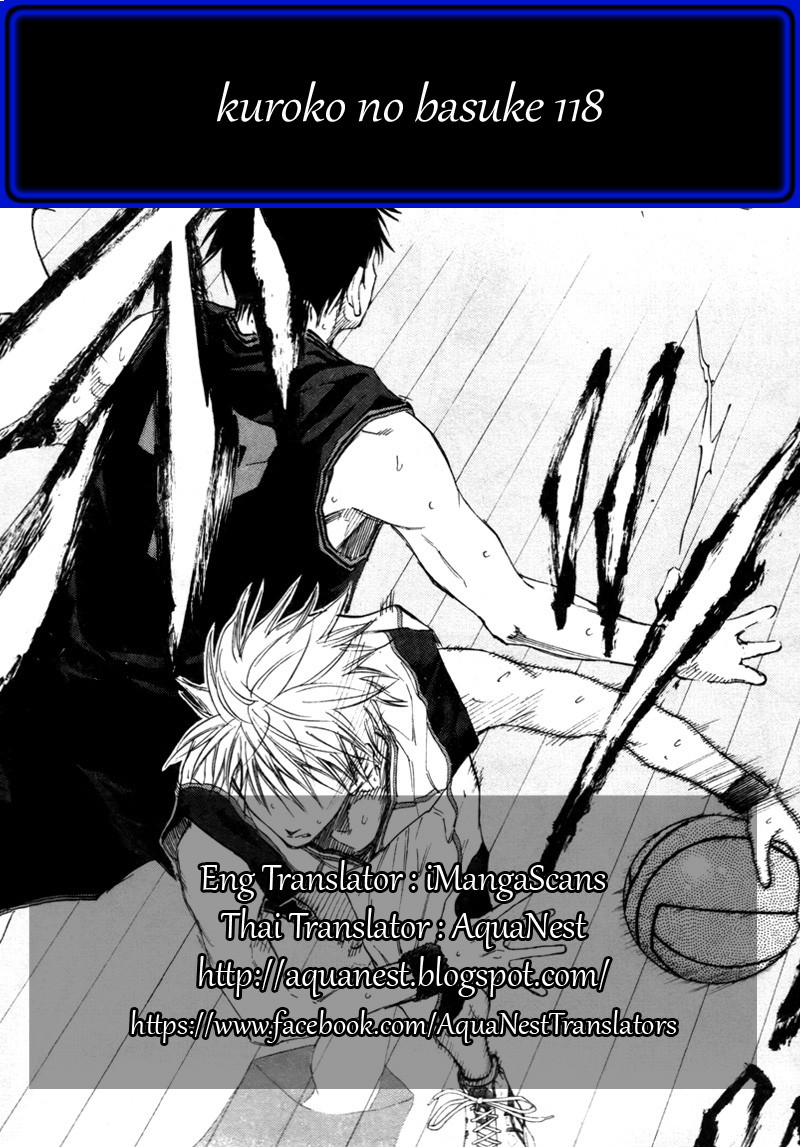 kuroko no basuke 118
Eng Translator : iMangaScans
Thai Translator : AquaNest
http://aquanest.blogspot.com/
https://www.facebook.com/AquaNestTranslators